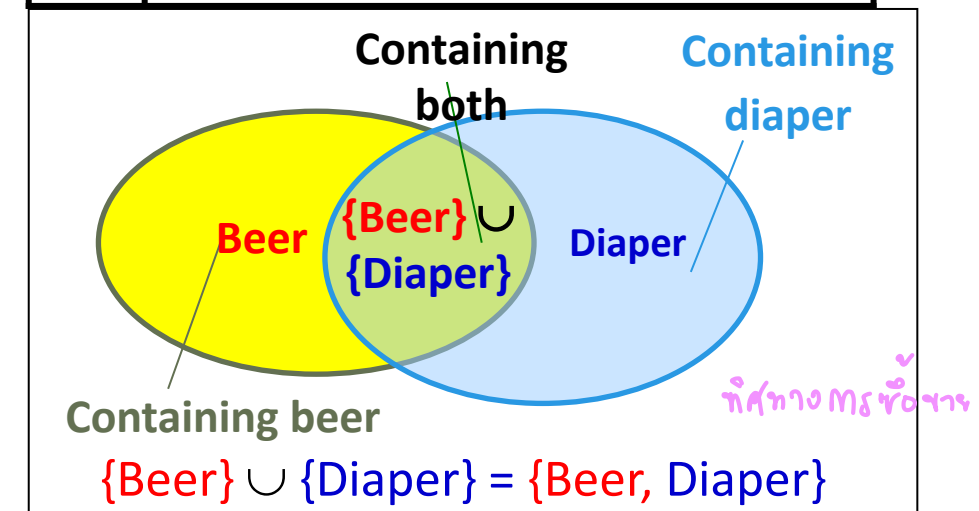 Containing
both
Containing
diaper
Beer
{Beer} ∪
{Diaper}
Diaper
ทิศทางการซื้อขาย
Containing beer
{Beer} ∪ {Diaper} = {Beer, Diaper}